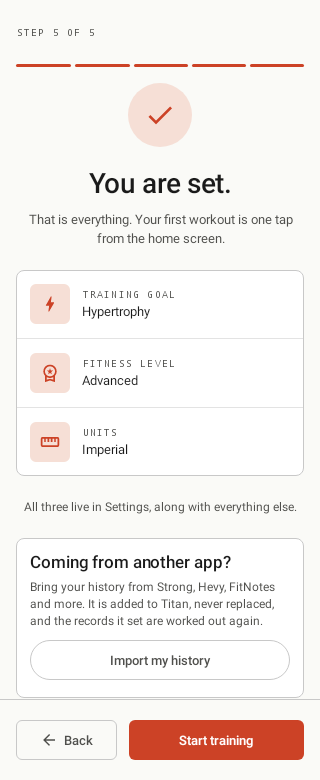 STEP 5 OF 5
You are set.
That is everything. Your first workout is one tap
from the home screen.
TRAINING GOAL
Hypertrophy
FITNESS LEVEL
Advanced
UNITS
Imperial
All three live in Settings, along with everything else.
Coming from another app?
Bring your history from Strong, Hevy, FitNotes
and more. It is added to Titan, never replaced,
and the records it set are worked out again.
Import my history
Back
Start training